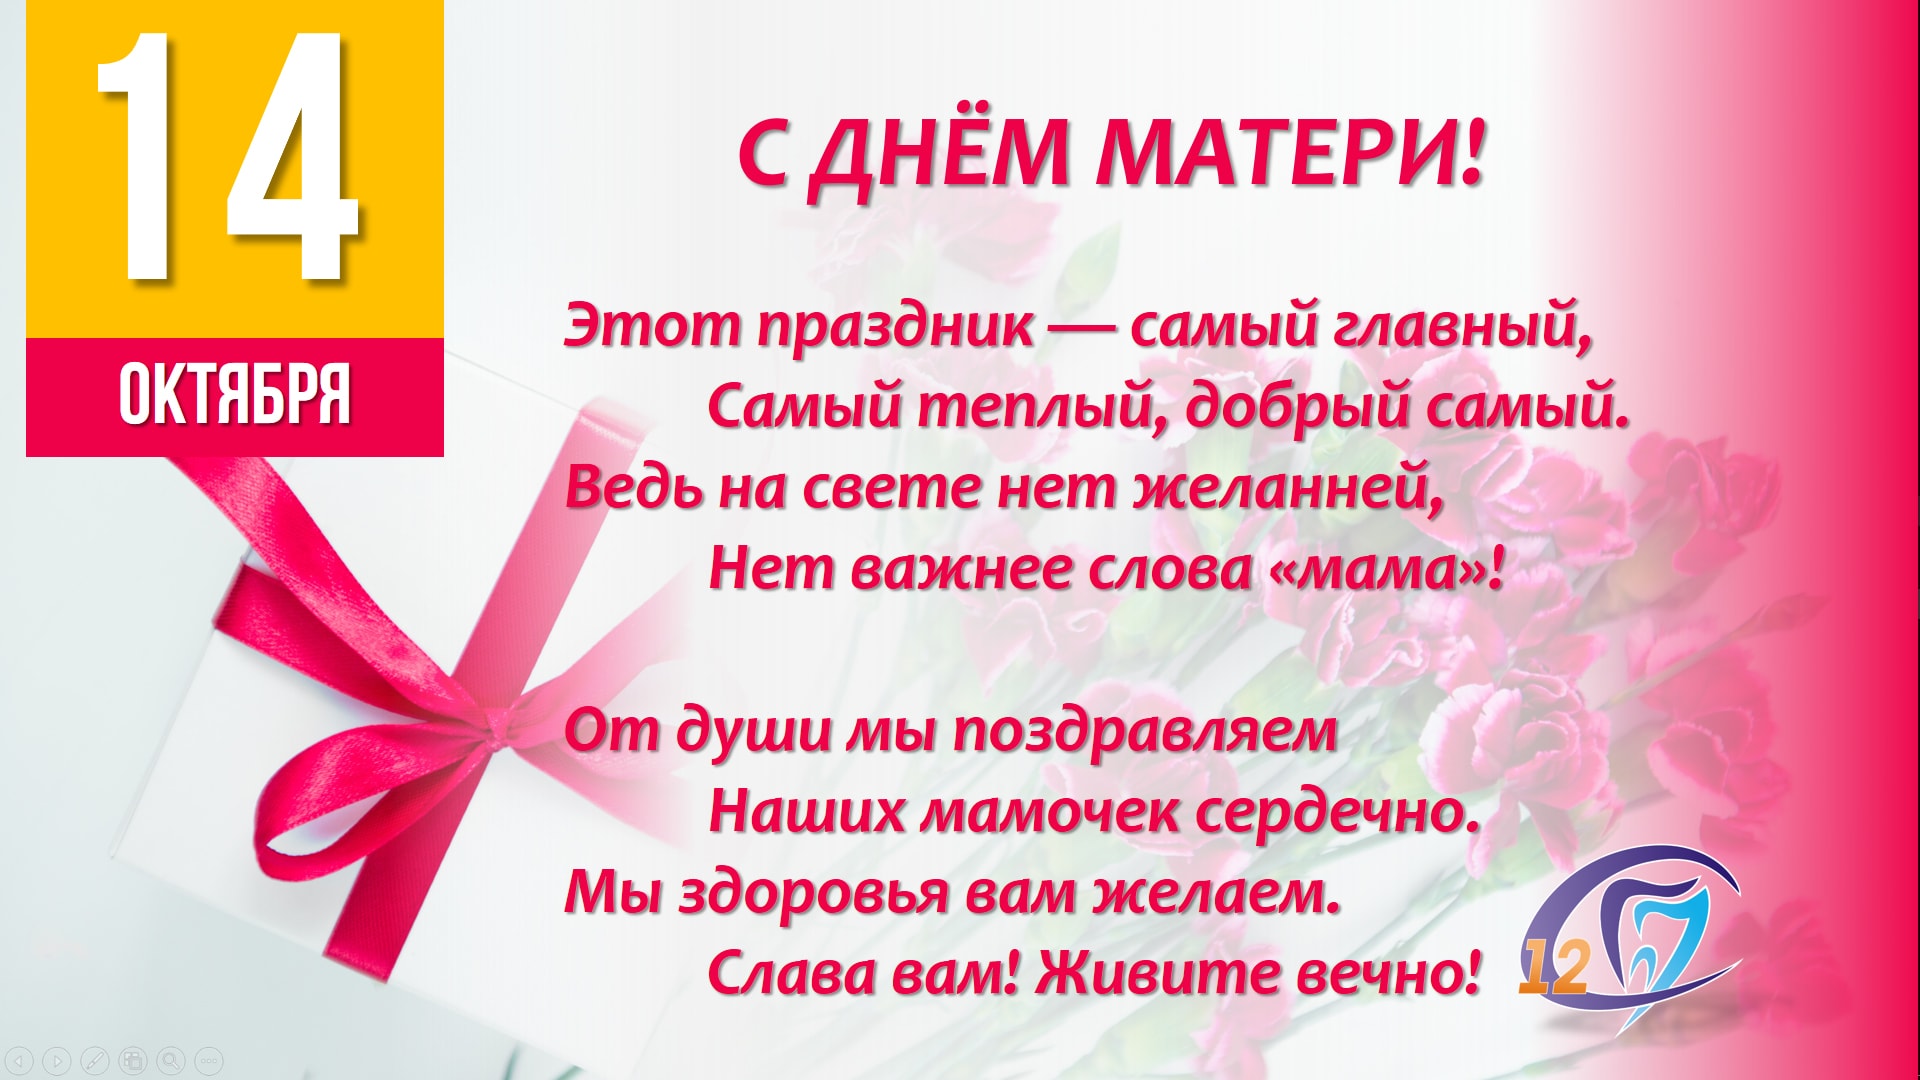 14
ОКТЯБРЯ
С ДНЁМ МАТЕРИ!
Этот праздник — самый главный,
Самый теплый, добрый самый.
Ведь на свете нет желанней,
Нет важнее слова «мама»!
От души мы поздравляем
Наших мамочек сердечно.
Мы здоровья вам желаем.
Слава вам! Живите вечно!
12